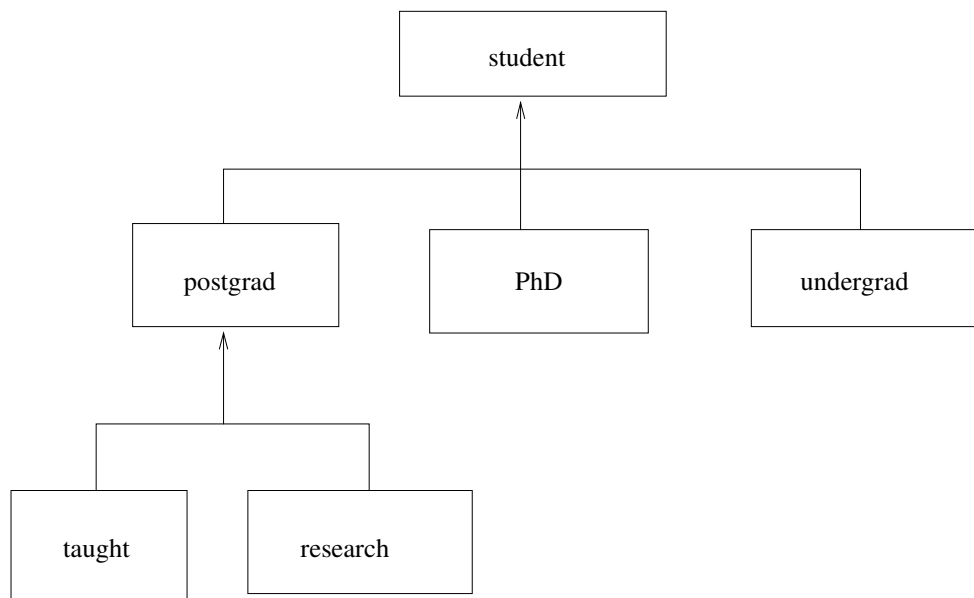 student
postgrad
PhD
undergrad
taught
research